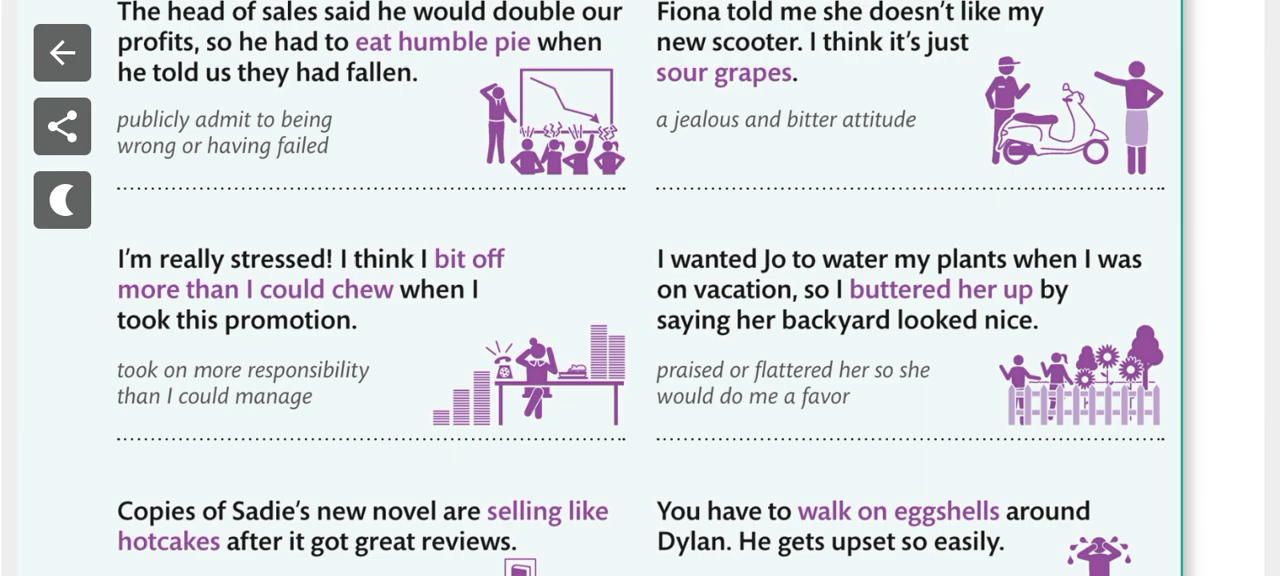 The head of sales said he would double our
profits, so he had to eat humble pie when
he told us they had fallen.
publicly admit to being
wrong or having failed
Fiona told me she doesn’t like my
new scooter. I think it’s just
sour grapes.
a jealous and bitter attitude
I’m really stressed! I think I bit off
more than I could chew when I
took this promotion.
took on more responsibility
than I could manage
I wanted Jo to water my plants when I was
on vacation, so I buttered her up by
saying her backyard looked nice.
praised or flattered her so she
would do me a favor
Copies of Sadie’s new novel are selling like
hotcakes after it got great reviews.
You have to walk on eggshells around
Dylan. He gets upset so easily.